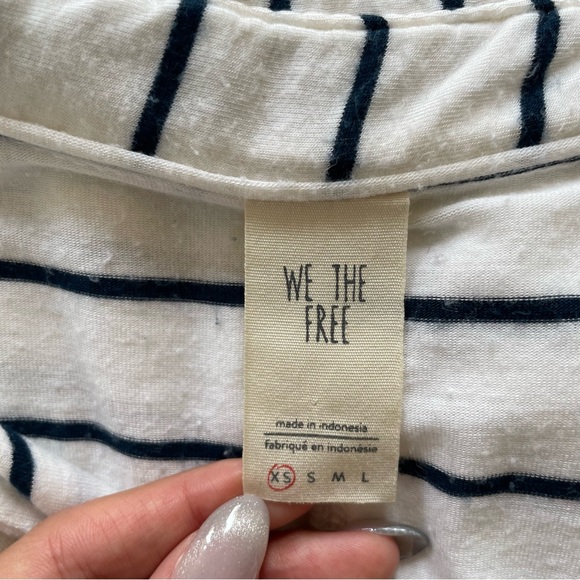 WE THE
FREE
made in indonesia
fabriqué en indonésie
XS S M L